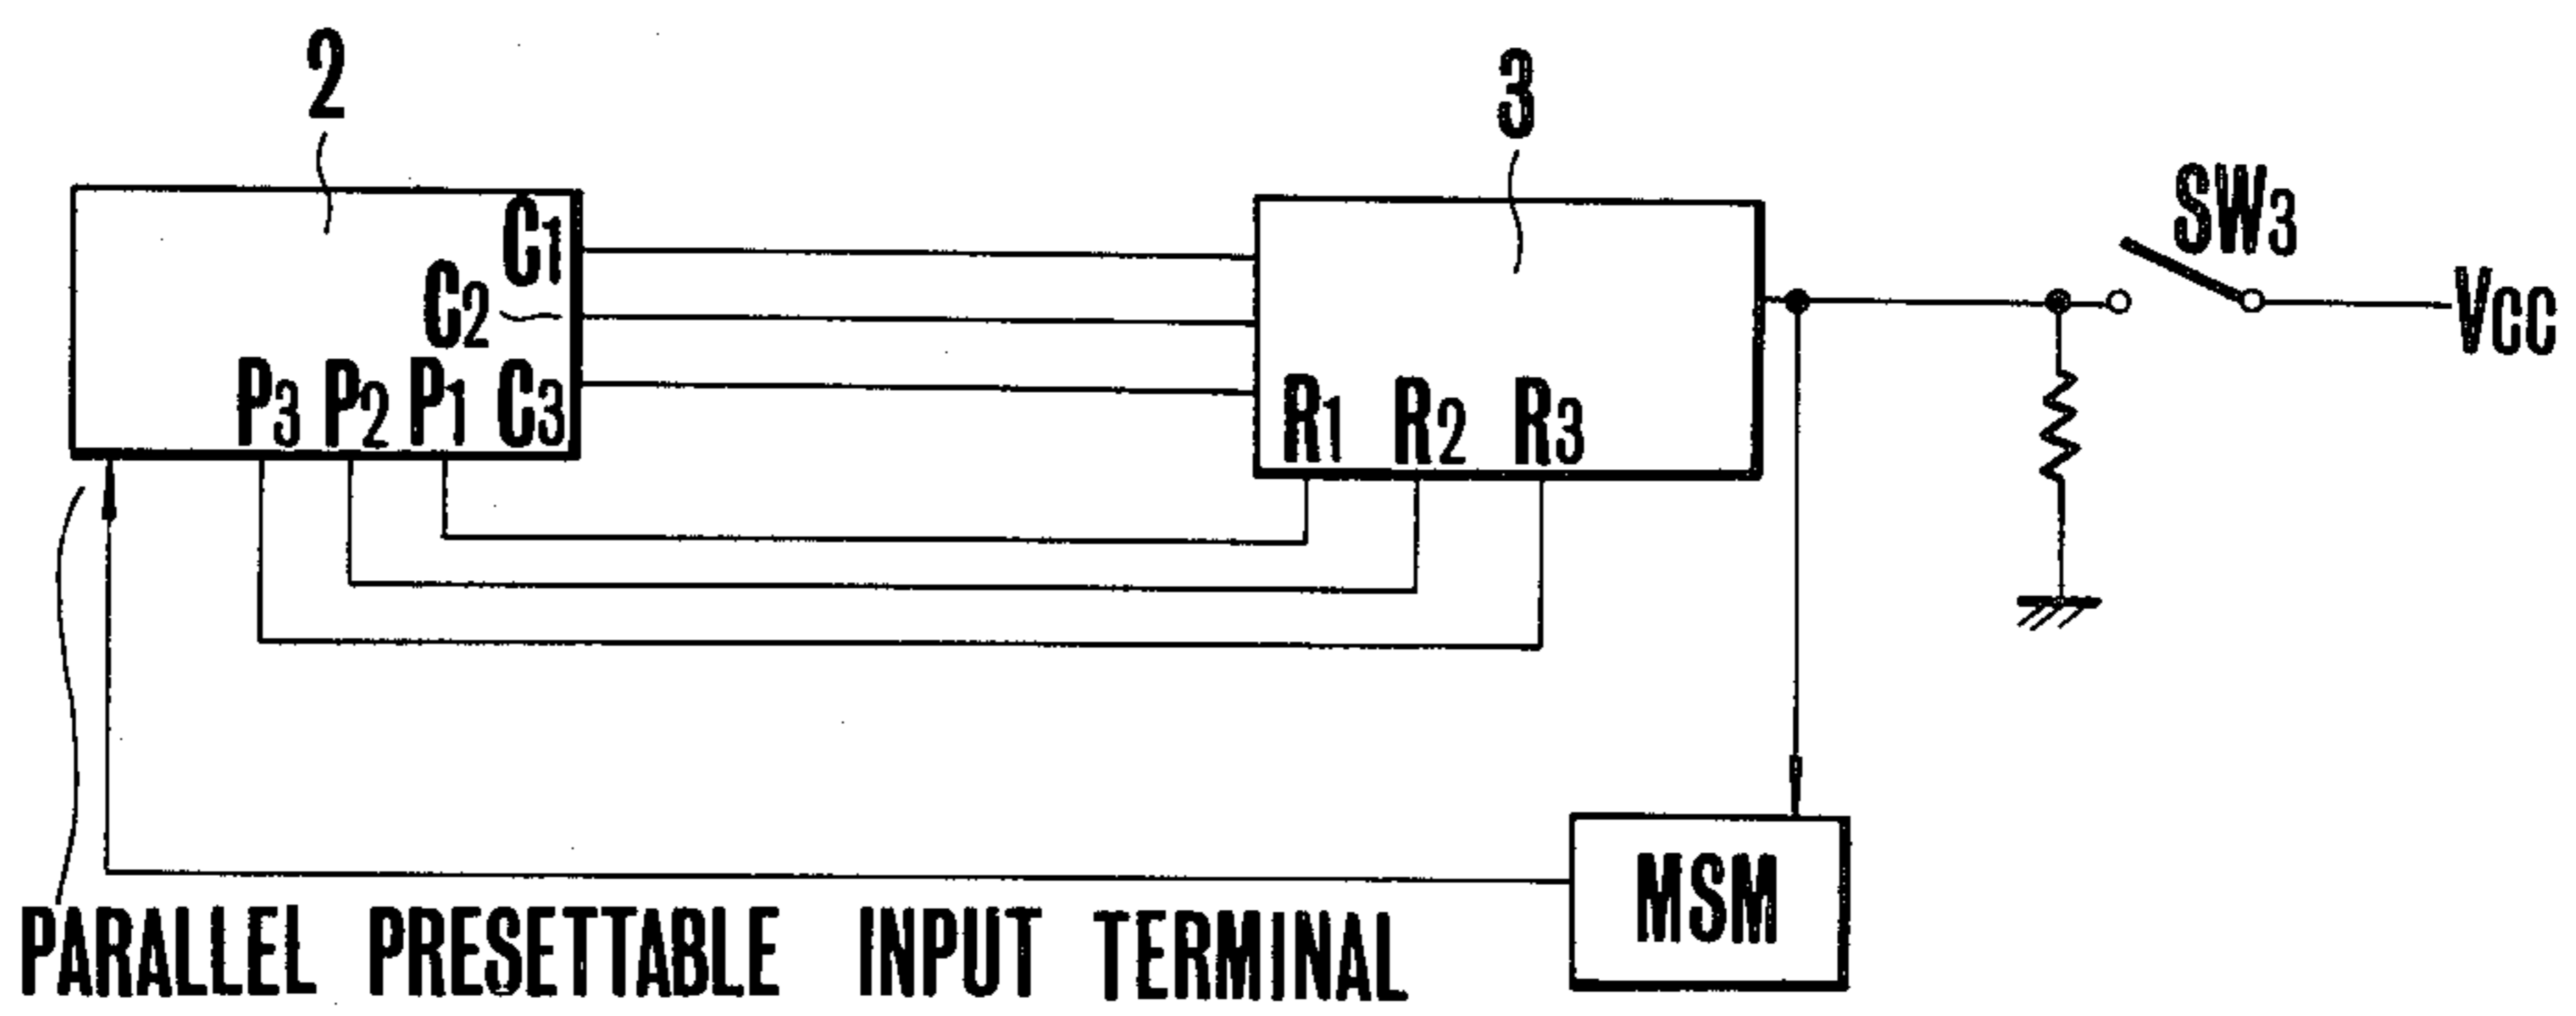 2
3
SW3
VCC
C1
C2
C3
P3 P2 P1
R1 R2 R3
MSM
PARALLEL PRESETTABLE INPUT TERMINAL